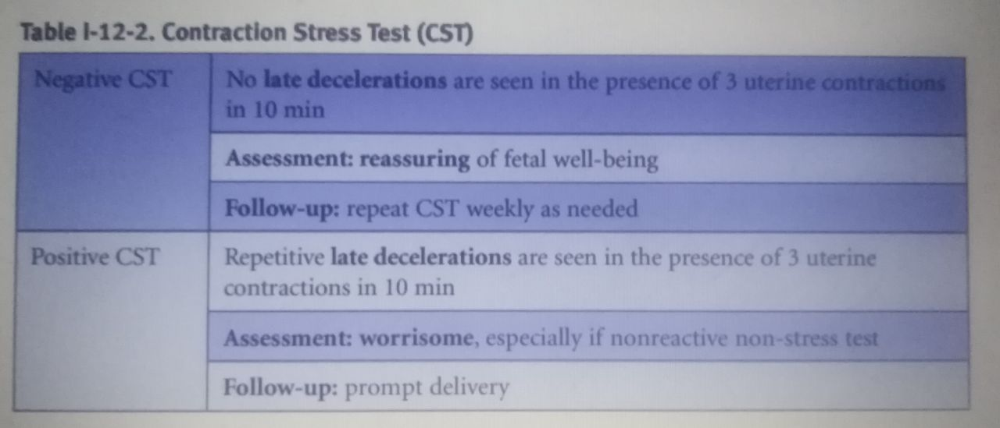 Table I-12-2. Contraction Stress Test (CST)
Negative CST
No late decelerations are seen in the presence of 3 uterine contractions
in 10 min
Assessment: reassuring of fetal well-being
Follow-up: repeat CST weekly as needed
Positive CST
Repetitive late decelerations are seen in the presence of 3 uterine
contractions in 10 min
Assessment: worrisome, especially if nonreactive non-stress test
Follow-up: prompt delivery